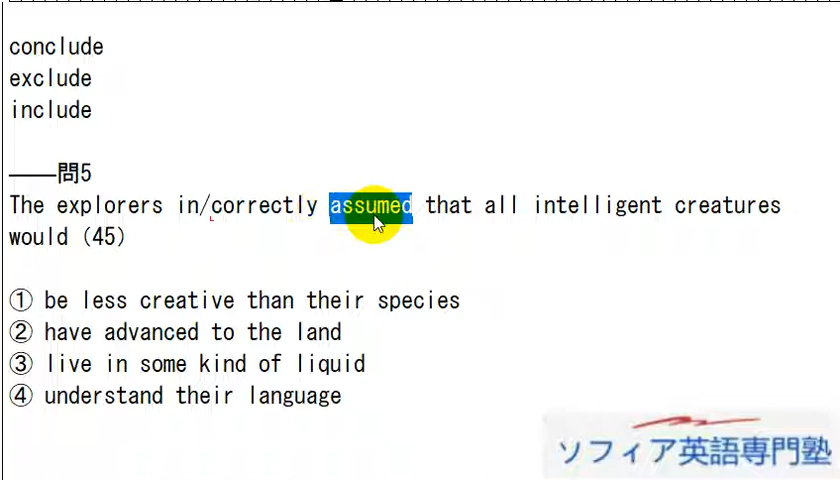 conclude
exclude
include
――問5
The explorers in/correctly assumed that all intelligent creatures
would (45)
① be less creative than their species
② have advanced to the land
③ live in some kind of liquid
④ understand their language
ソフィア英語専門塾